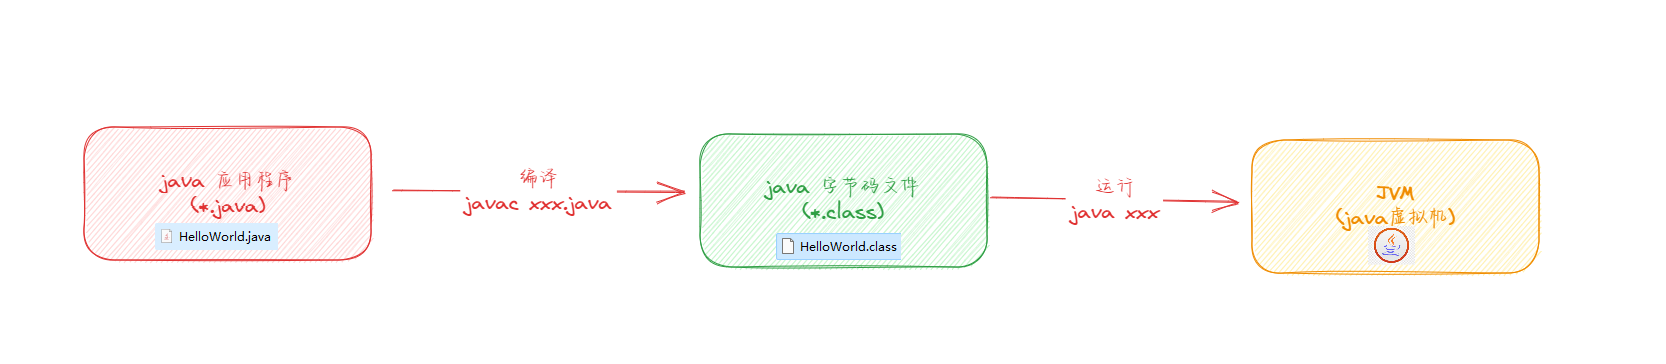 java 应用程序
(*.java)
HelloWorld.java
编译
javac xxx.java
java 字节码文件
(*.class)
HelloWorld.class
运行
java xxx
JVM
(java虚拟机)